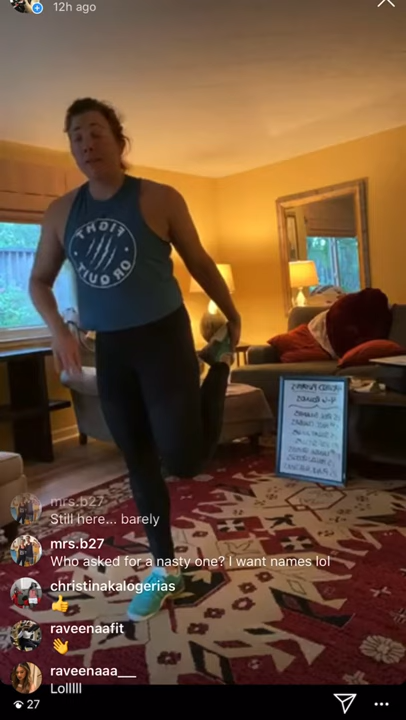 12h ago
FIGHT
OR QUIT
mrs.b27
Still here... barely
mrs.b27
Who asked for a nasty one? I want names lol
christinakalogerias
👍
raveenaafit
👋
raveenaaa__
Lolllll
27